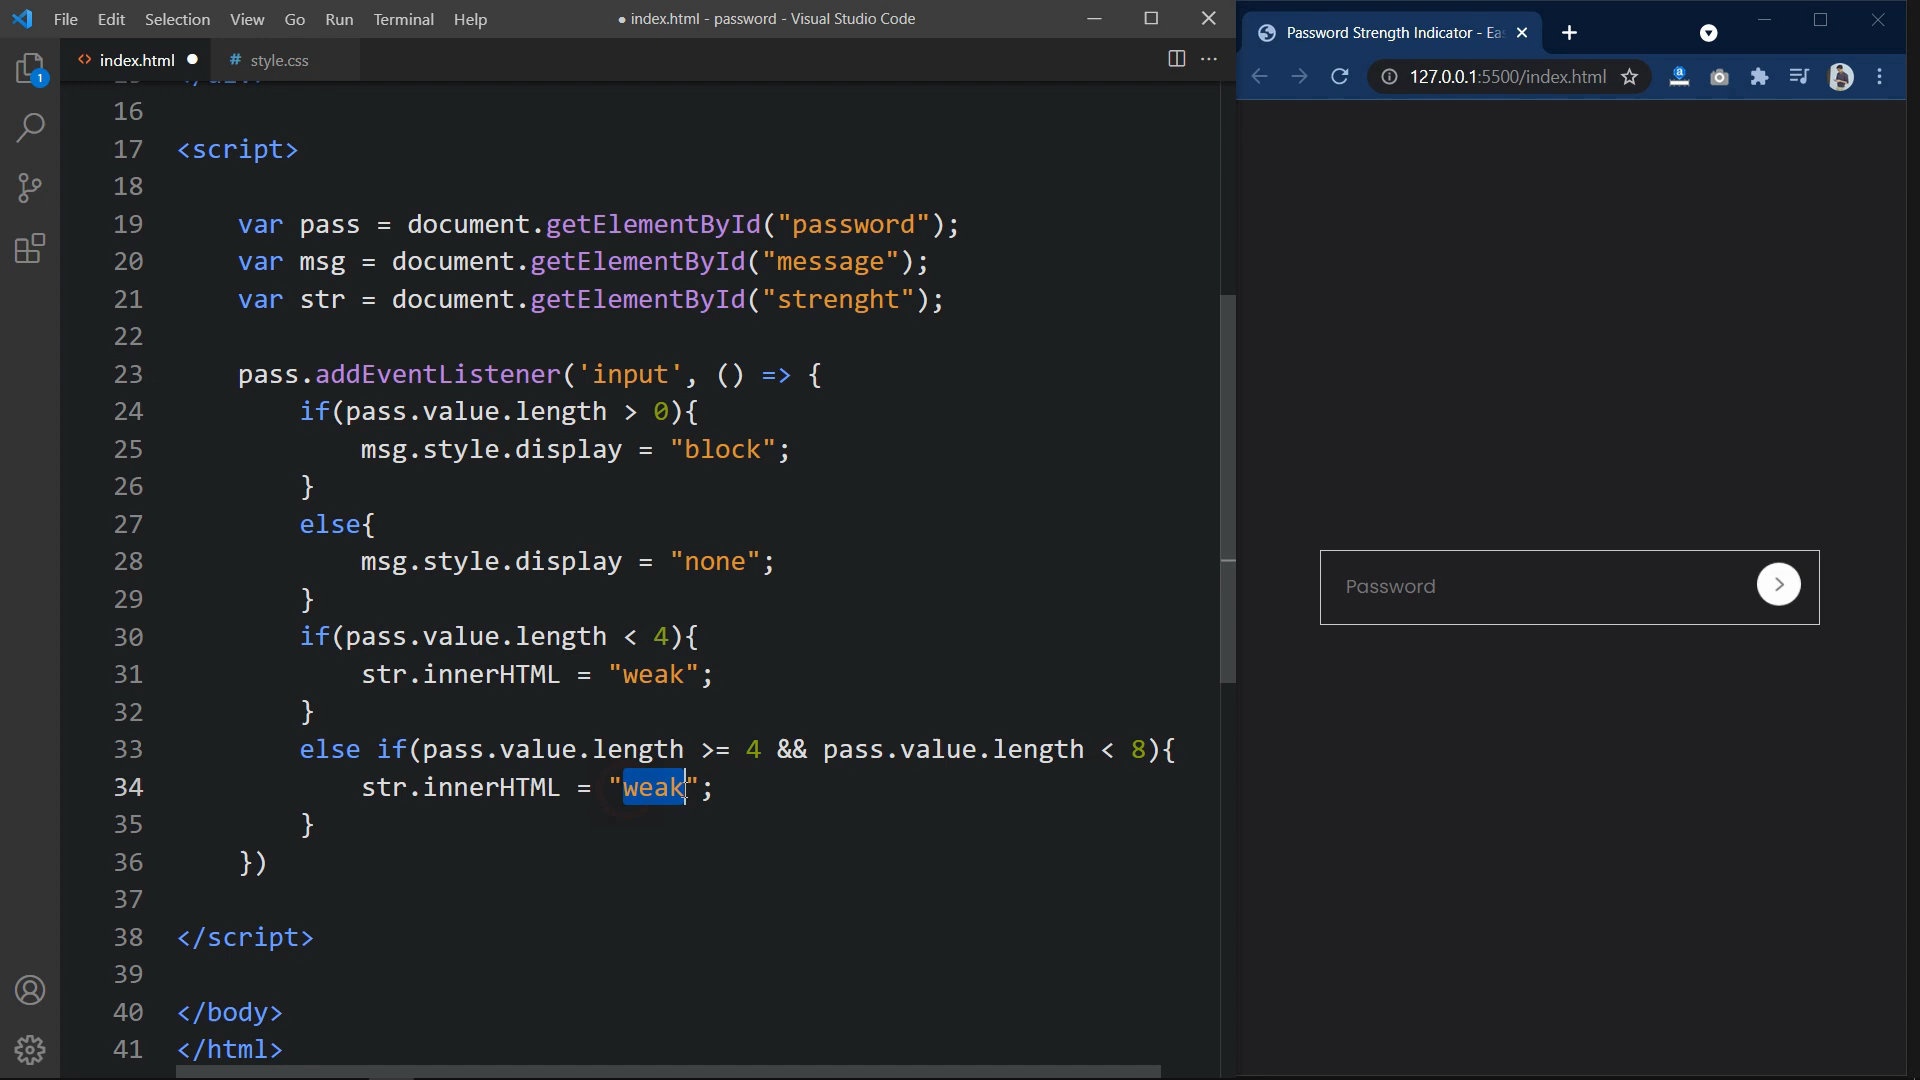 File Edit Selection View Go Run Terminal Help
● index.html - password - Visual Studio Code
index.html
# style.css
1
16
17 <script>
18
19 var pass = document.getElementById("password");
20 var msg = document.getElementById("message");
21 var str = document.getElementById("strenght");
22
23 pass.addEventListener('input', () => {
24 if(pass.value.length > 0){
25 msg.style.display = "block";
26 }
27 else{
28 msg.style.display = "none";
29 }
30 if(pass.value.length < 4){
31 str.innerHTML = "weak";
32 }
33 else if(pass.value.length >= 4 && pass.value.length < 8){
34 str.innerHTML = "weak";
35 }
36 })
37
38 </script>
39
40 </body>
41 </html>
Password Strength Indicator - Eas
127.0.0.1:5500/index.html
Password